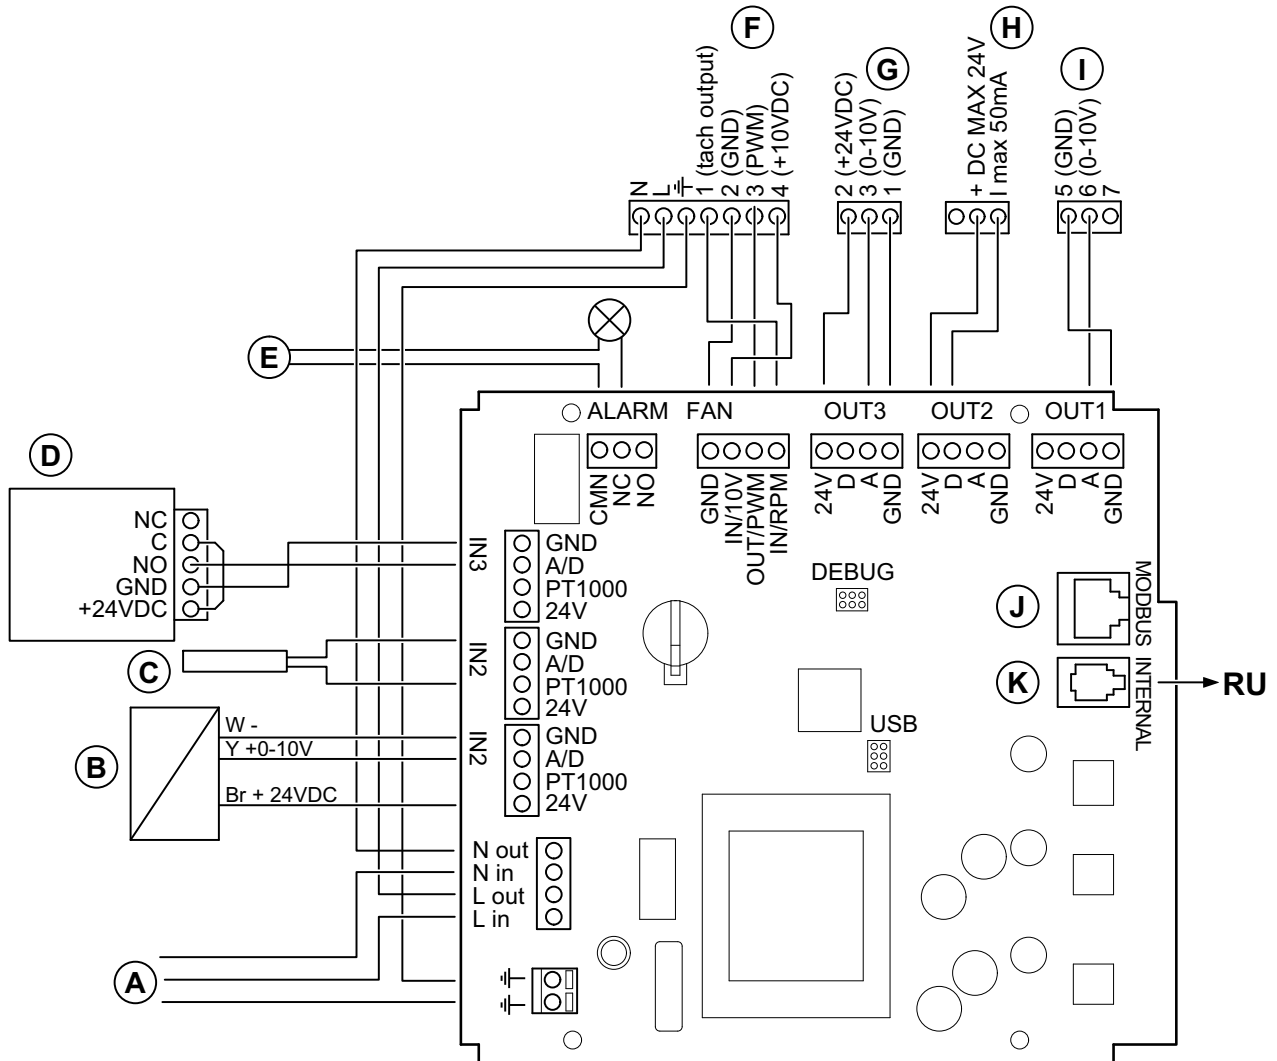 F
H
G
I
N
L
1 (tach output)
2 (GND)
3 (PWM)
4 (+10VDC)
2 (+24VDC)
3 (0-10V)
1 (GND)
+ DC MAX 24V
I max 50mA
5 (GND)
6 (0-10V)
7
E
ALARM
FAN
OUT3
OUT2
OUT1
CMN
NC
NO
GND
IN/10V
OUT/PWM
IN/RPM
24V
D
A
GND
24V
D
A
GND
24V
D
A
GND
D
NC
C
NO
GND
+24VDC
IN3
GND
A/D
PT1000
24V
DEBUG
J
MODBUS
C
IN2
GND
A/D
PT1000
24V
K
INTERNAL
RU
USB
B
W -
Y +0-10V
Br + 24VDC
IN2
GND
A/D
PT1000
24V
N out
N in
L out
L in
A